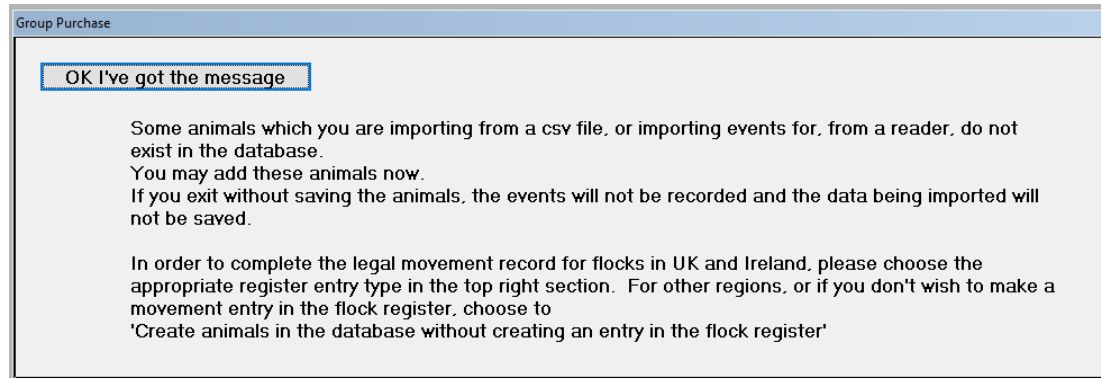 Group Purchase
OK I've got the message
Some animals which you are importing from a csv file, or importing events for, from a reader, do not
exist in the database.
You may add these animals now.
If you exit without saving the animals, the events will not be recorded and the data being imported will
not be saved.
In order to complete the legal movement record for flocks in UK and Ireland, please choose the
appropriate register entry type in the top right section.  For other regions, or if you don't wish to make a
movement entry in the flock register, choose to
'Create animals in the database without creating an entry in the flock register'